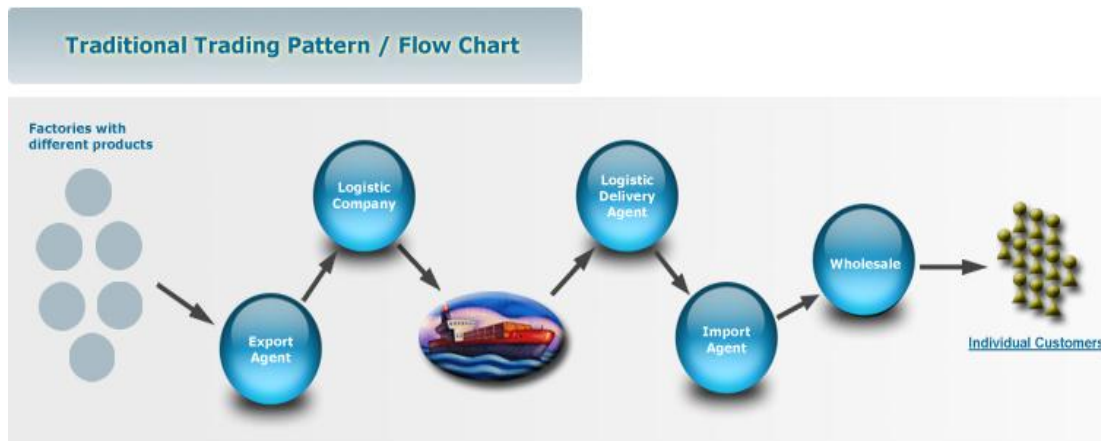 Traditional Trading Pattern / Flow Chart
Factories with
different products
Export
Agent
Logistic
Company
Logistic
Delivery
Agent
Import
Agent
Wholesale
Individual Customers